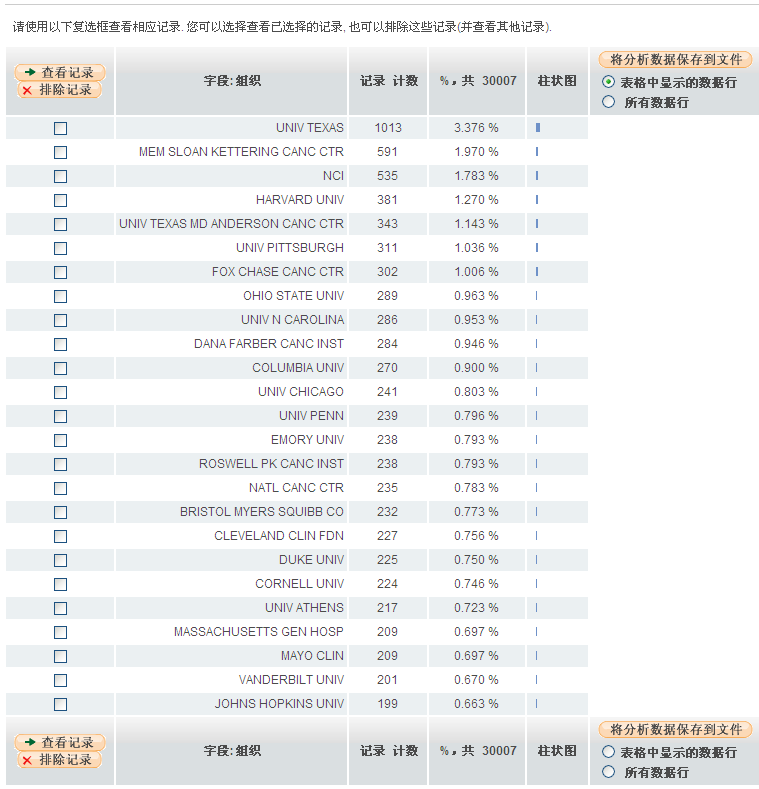 请使用以下复选框查看相应记录. 您可以选择查看已选择的记录, 也可以排除这些记录(并查看其他记录).
查看记录 排除记录 字段:组织 记录 计数 %，共 30007 柱状图 将分析数据保存到文件
表格中显示的数据行
所有数据行
UNIV TEXAS 1013 3.376 %
MEM SLOAN KETTERING CANC CTR 591 1.970 %
NCI 535 1.783 %
HARVARD UNIV 381 1.270 %
UNIV TEXAS MD ANDERSON CANC CTR 343 1.143 %
UNIV PITTSBURGH 311 1.036 %
FOX CHASE CANC CTR 302 1.006 %
OHIO STATE UNIV 289 0.963 %
UNIV N CAROLINA 286 0.953 %
DANA FARBER CANC INST 284 0.946 %
COLUMBIA UNIV 270 0.900 %
UNIV CHICAGO 241 0.803 %
UNIV PENN 239 0.796 %
EMORY UNIV 238 0.793 %
ROSWELL PK CANC INST 238 0.793 %
NATL CANC CTR 235 0.783 %
BRISTOL MYERS SQUIBB CO 232 0.773 %
CLEVELAND CLIN FDN 227 0.756 %
DUKE UNIV 225 0.750 %
CORNELL UNIV 224 0.746 %
UNIV ATHENS 217 0.723 %
MASSACHUSETTS GEN HOSP 209 0.697 %
MAYO CLIN 209 0.697 %
VANDERBILT UNIV 201 0.670 %
JOHNS HOPKINS UNIV 199 0.663 %
查看记录 排除记录 字段:组织 记录 计数 %，共 30007 柱状图 将分析数据保存到文件
表格中显示的数据行
所有数据行